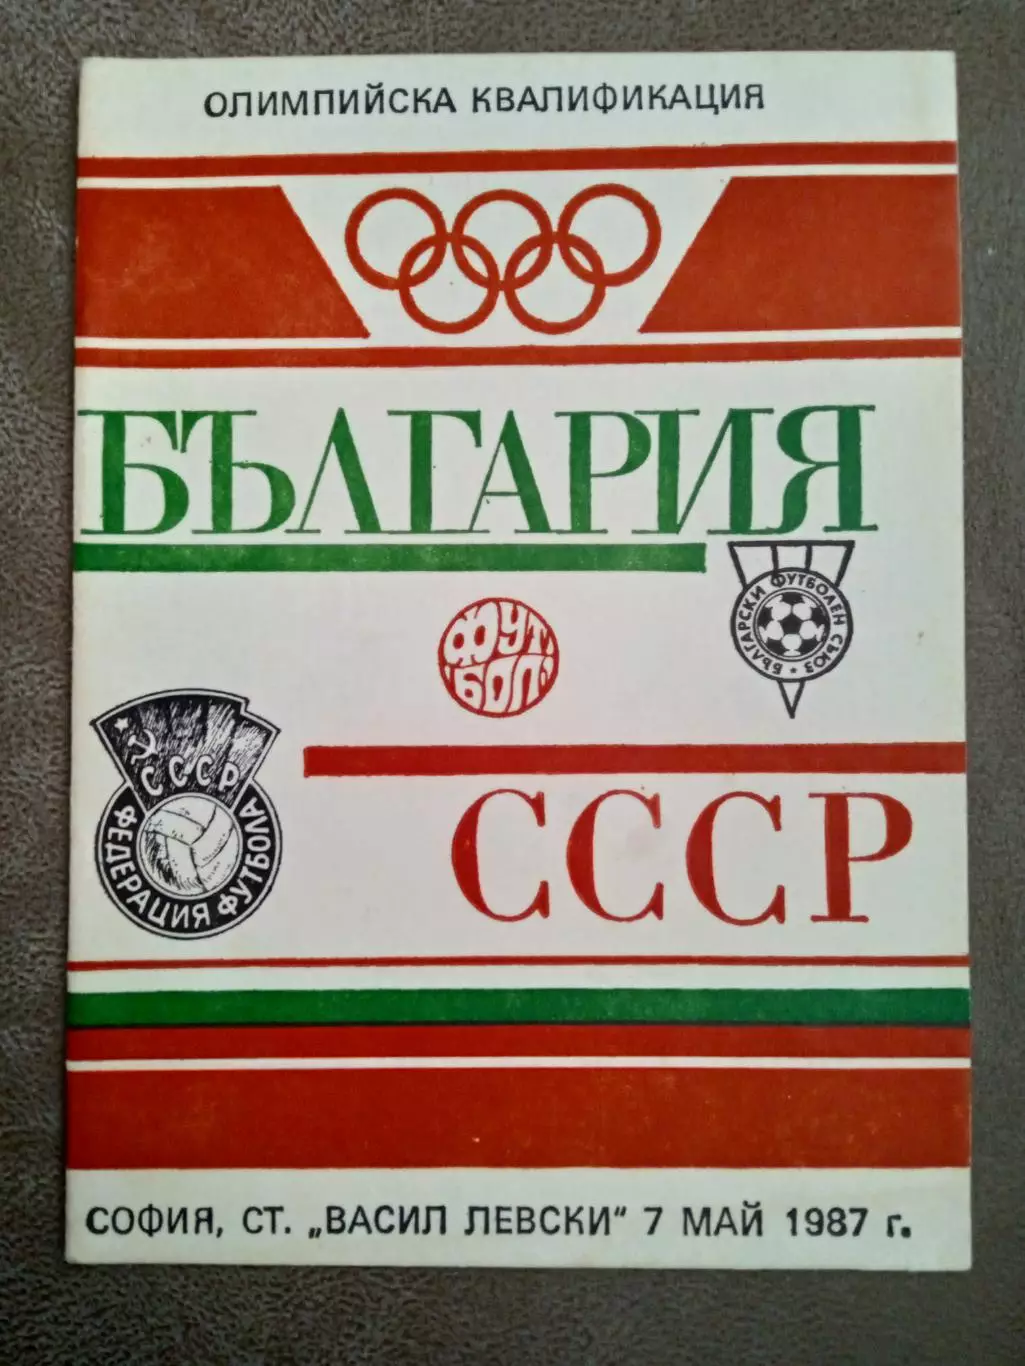 ОЛИМПИЙСКА КВАЛИФИКАЦИЯ
БЪЛГАРИЯ
БЪЛГАРСКИ ФУТБОЛЕН СЪЮЗ
ФУТ
БОЛ
СССР
ФЕДЕРАЦИЯ ФУТБОЛА
СССР
СОФИЯ, СТ. „ВАСИЛ ЛЕВСКИ" 7 МАЙ 1987 г.